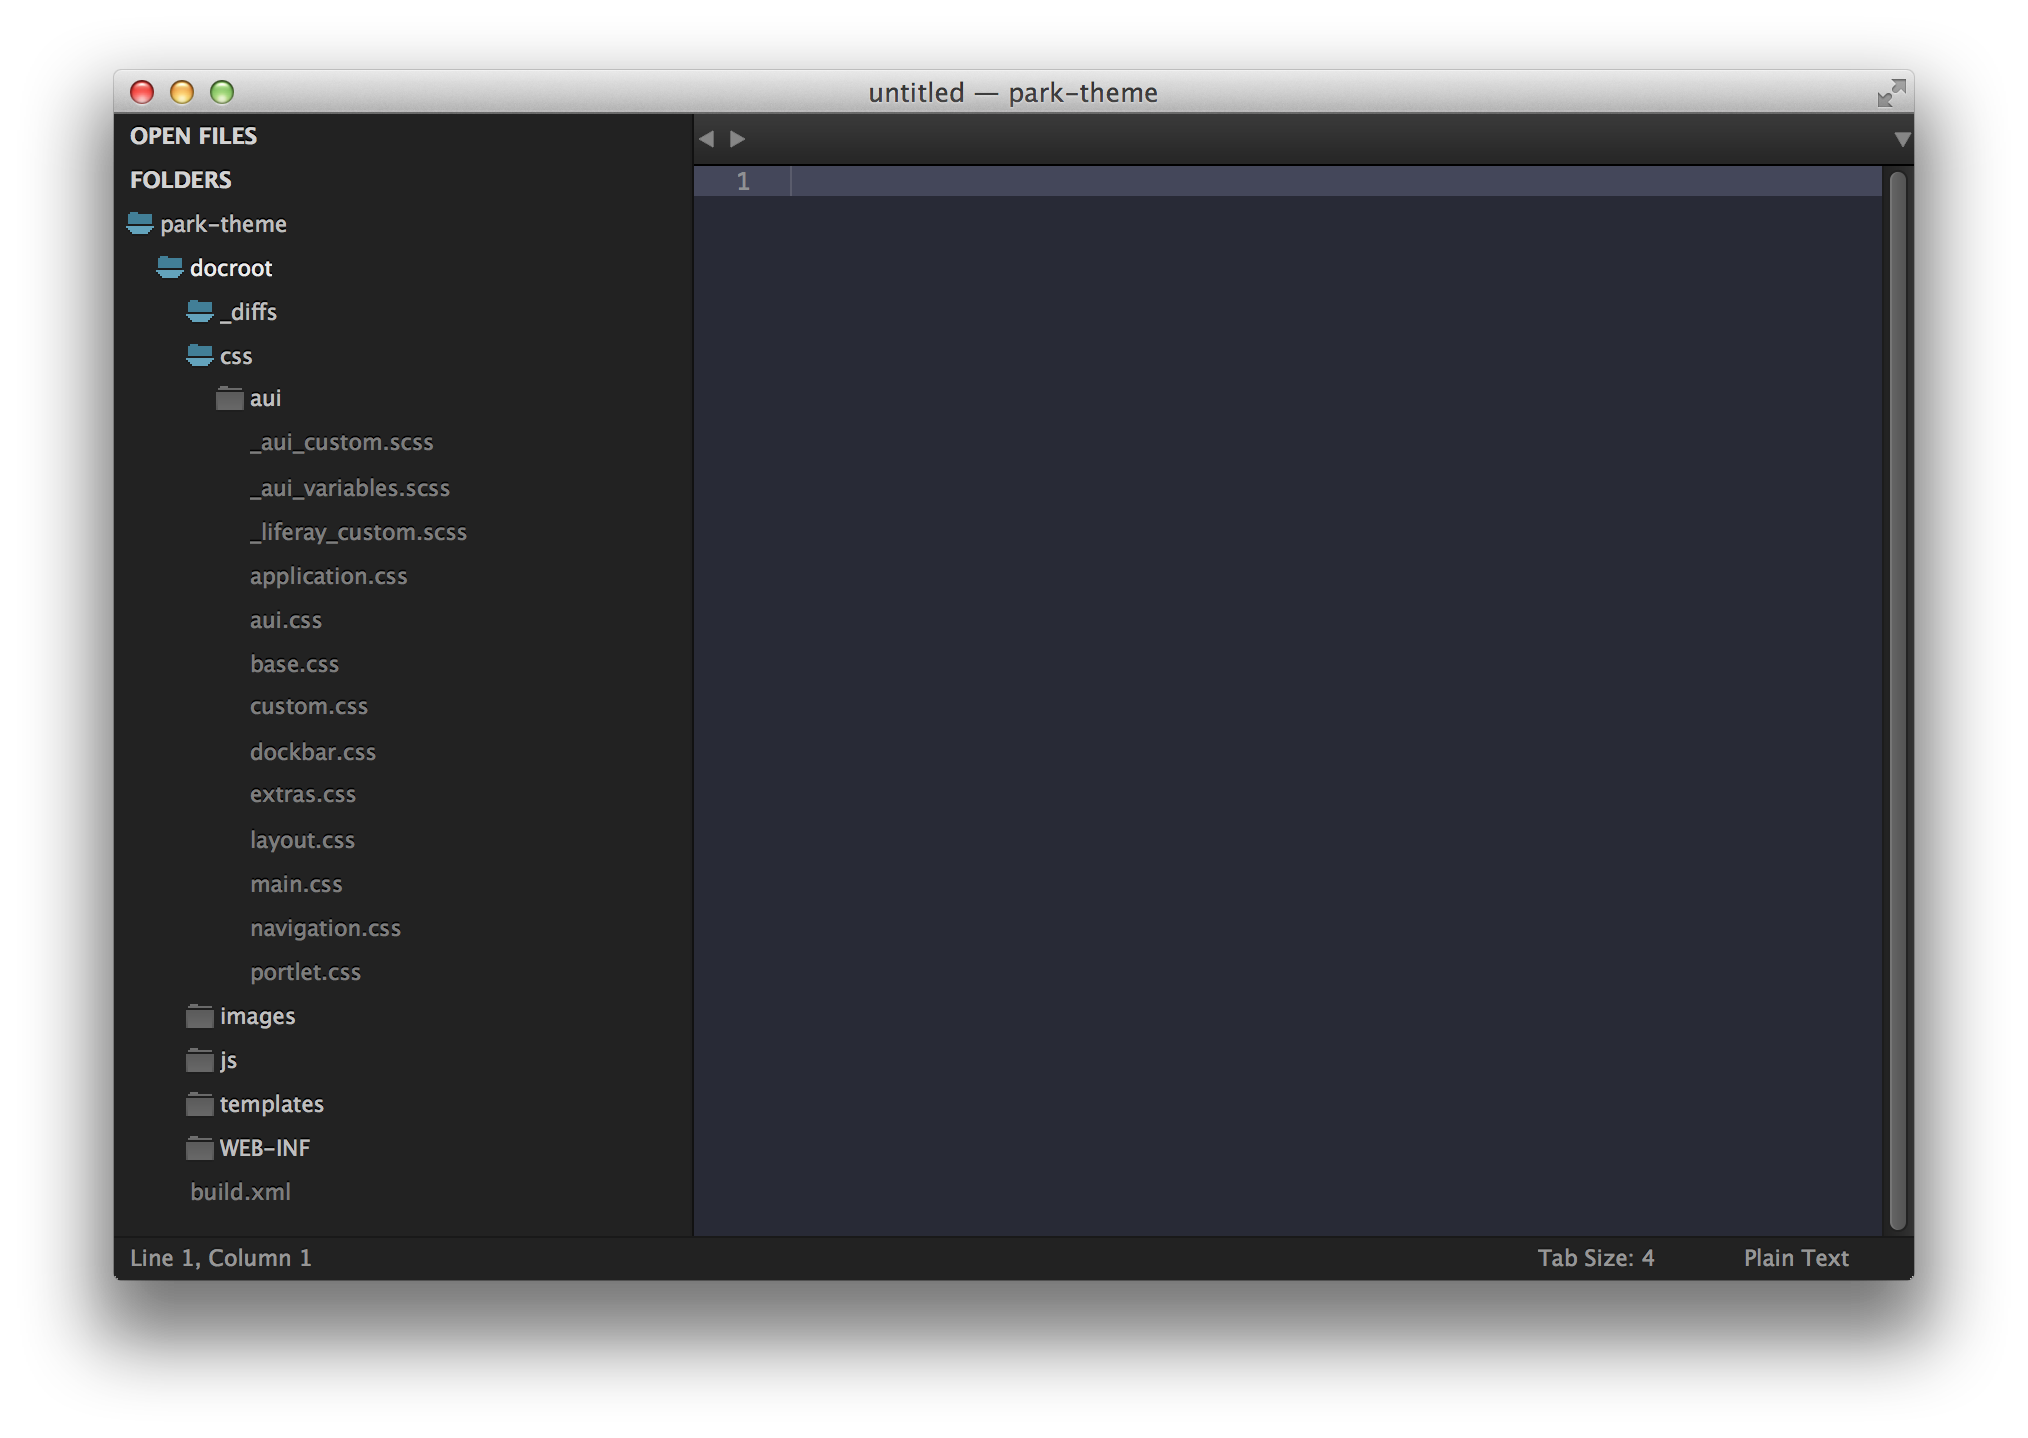 untitled — park-theme
OPEN FILES
FOLDERS
park-theme
docroot
_diffs
css
aui
_aui_custom.scss
_aui_variables.scss
_liferay_custom.scss
application.css
aui.css
base.css
custom.css
dockbar.css
extras.css
layout.css
main.css
navigation.css
portlet.css
images
js
templates
WEB-INF
build.xml
1
Line 1, Column 1
Tab Size: 4
Plain Text